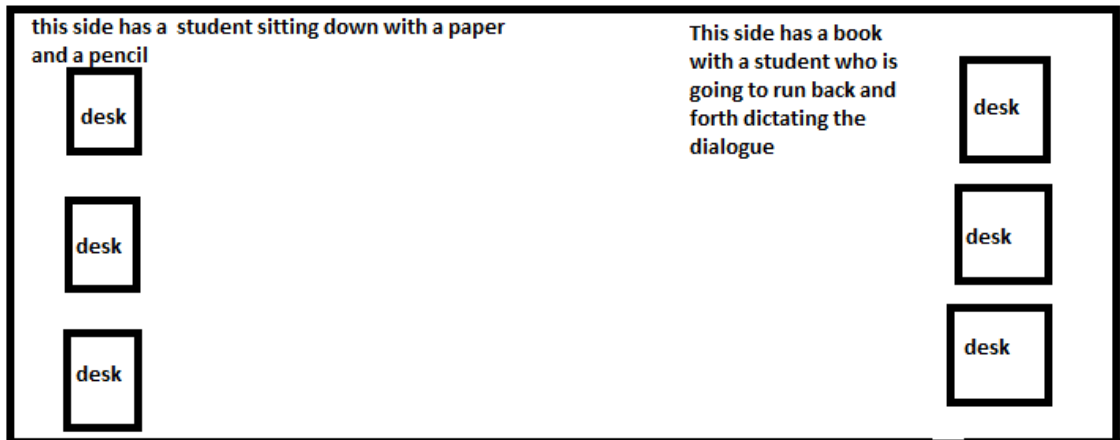 this side has a student sitting down with a paper
and a pencil
This side has a book
with a student who is
going to run back and
forth dictating the
dialogue
desk
desk
desk
desk
desk
desk